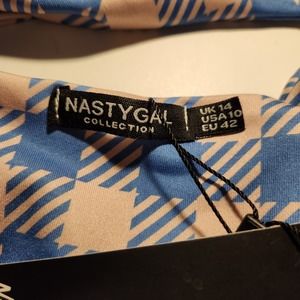 NASTYGAL
COLLECTION
UK 14
USA 10
EU 42